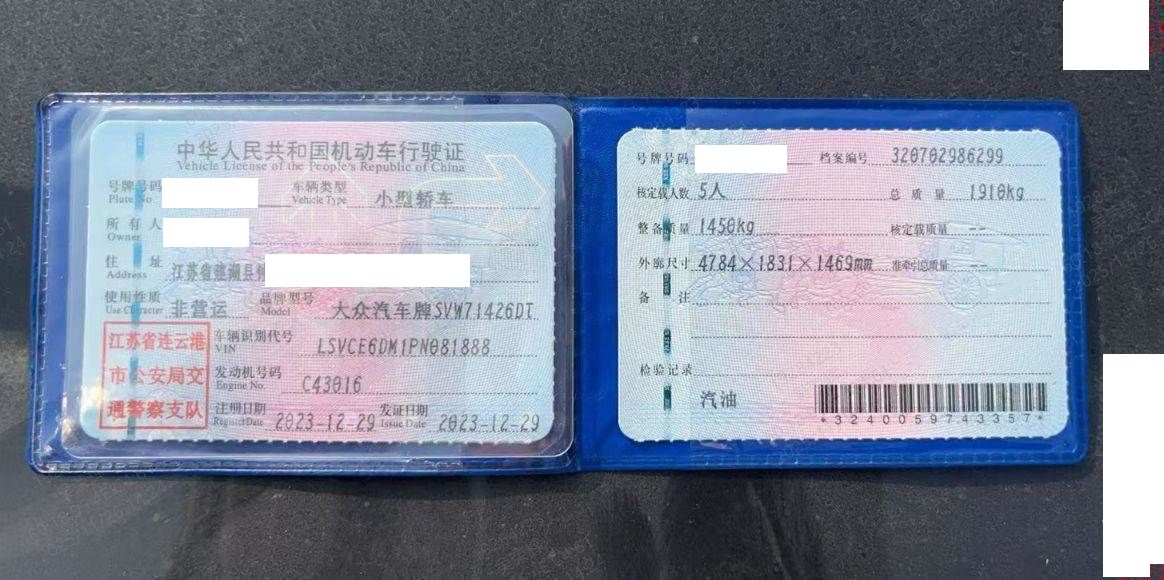 中华人民共和国机动车行驶证
Vehicle License of the People's Republic of China
号牌号码
Plate No
车辆类型 小型轿车
Vehicle Type
所有人
Owner
住址 江苏省灌湖县
Address
使用性质 非营运 品牌型号 大众汽车牌SVW71426DT
Use Character Model
江苏省连云港
市公安局交
通警察支队
车辆识别代号 LSVCE6DM1PN081888
VIN
发动机号码 C43016
Engine No.
注册日期 2023-12-29 发证日期 2023-12-29
Register Date Issue Date
号牌号码 档案编号 320702986299
核定载人数 5人 总质量 1910kg
整备质量 1450kg 核定载质量 --
外廓尺寸 4784×1831×1469mm 准牵引总质量 --
备注
检验记录
汽油
*3240059743357*